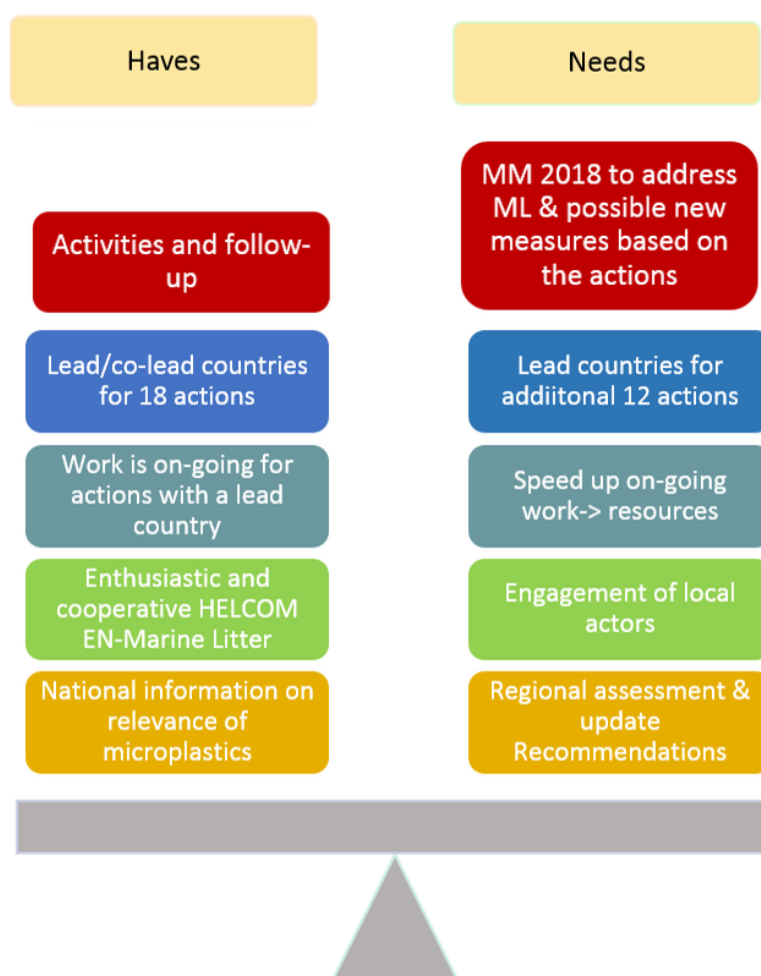 Haves
Needs
Activities and follow-
up
MM 2018 to address
ML & possible new
measures based on
the actions
Lead/co-lead countries
for 18 actions
Lead countries for
addiitonal 12 actions
Work is on-going for
actions with a lead
country
Speed up on-going
work-> resources
Enthusiastic and
cooperative HELCOM
EN-Marine Litter
Engagement of local
actors
National information on
relevance of
microplastics
Regional assessment &
update
Recommendations